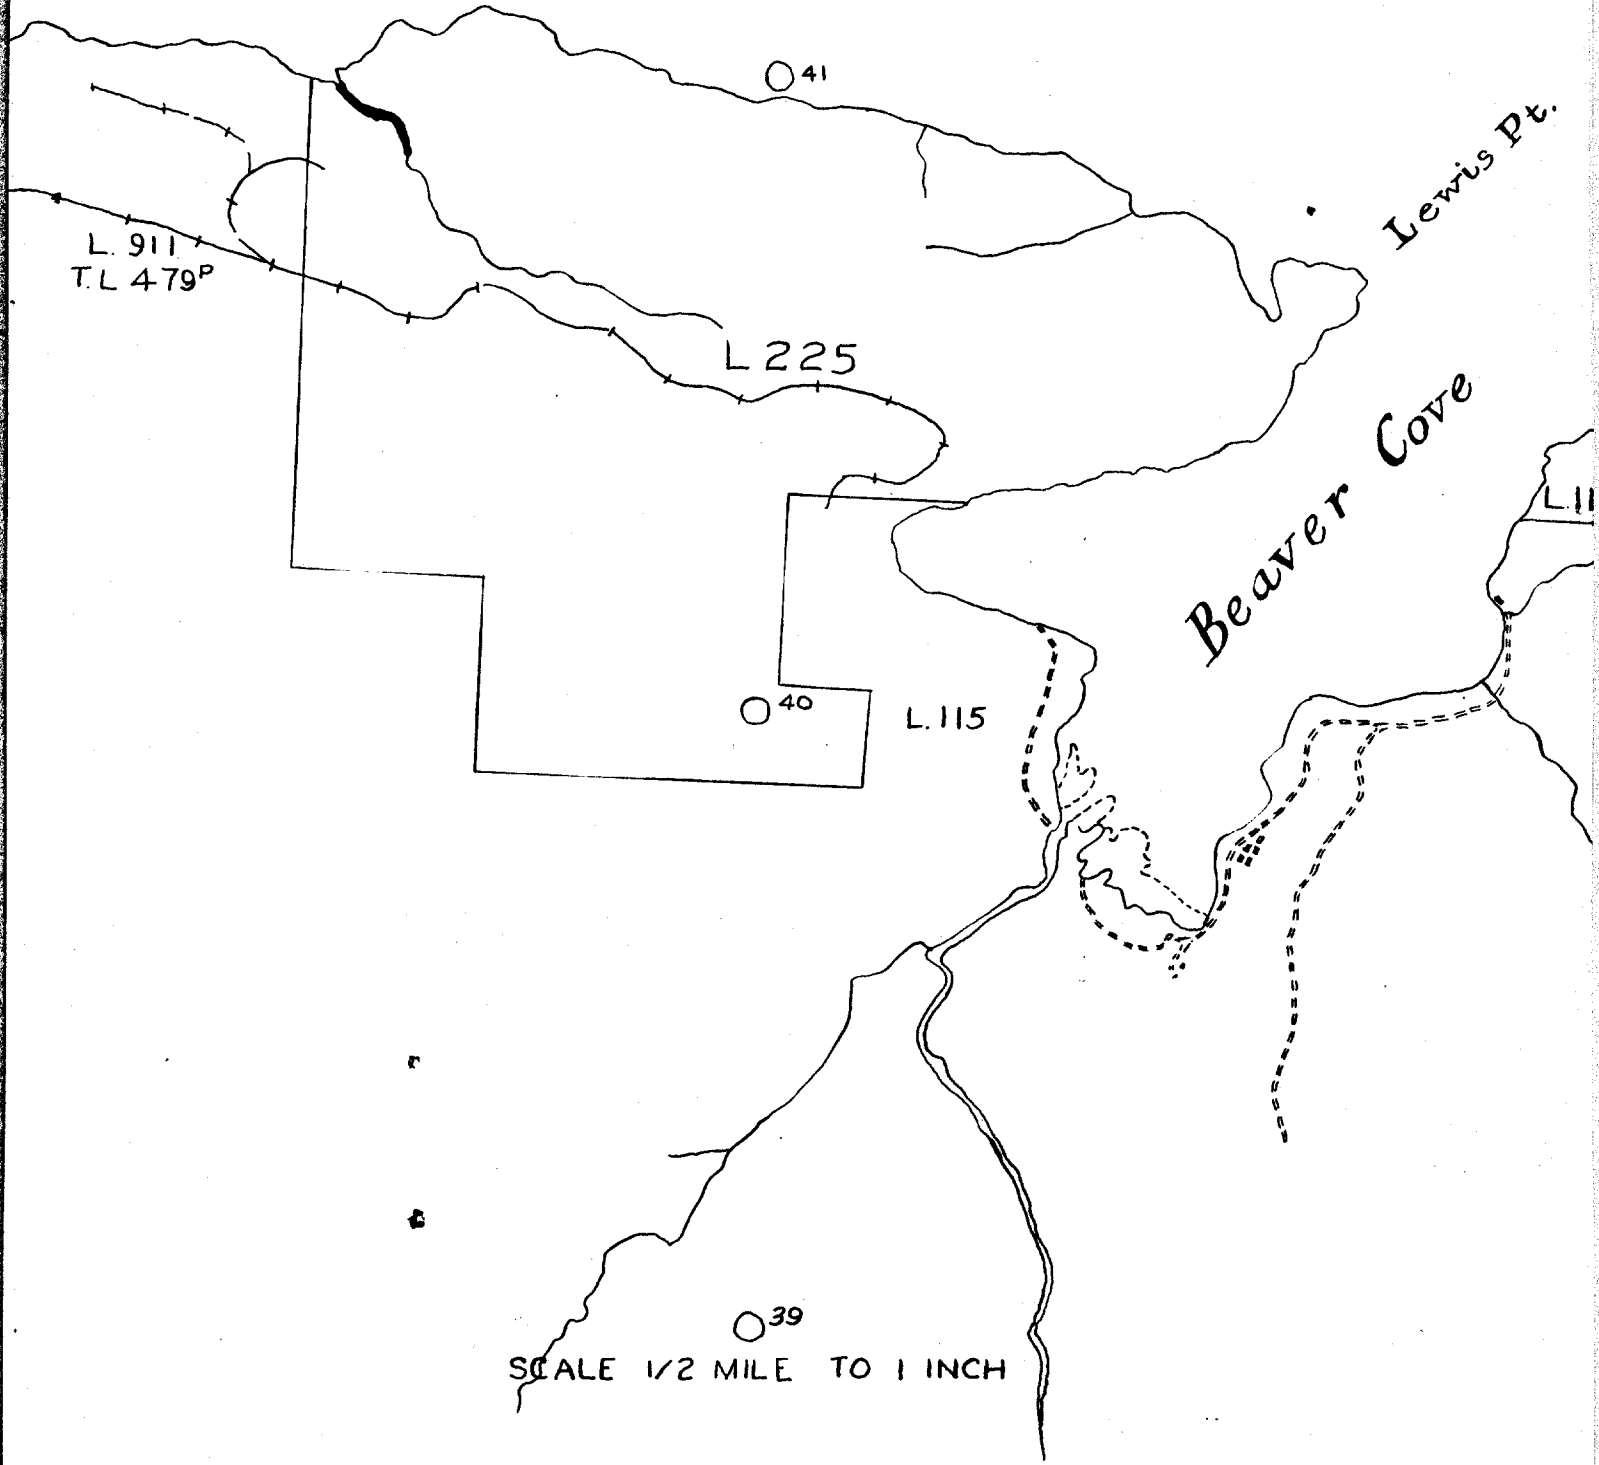 41
Lewis Pt.
L. 911
T.L 479P
L 225
Beaver Cove
L.11
40
L.115
39
SCALE 1/2 MILE TO 1 INCH